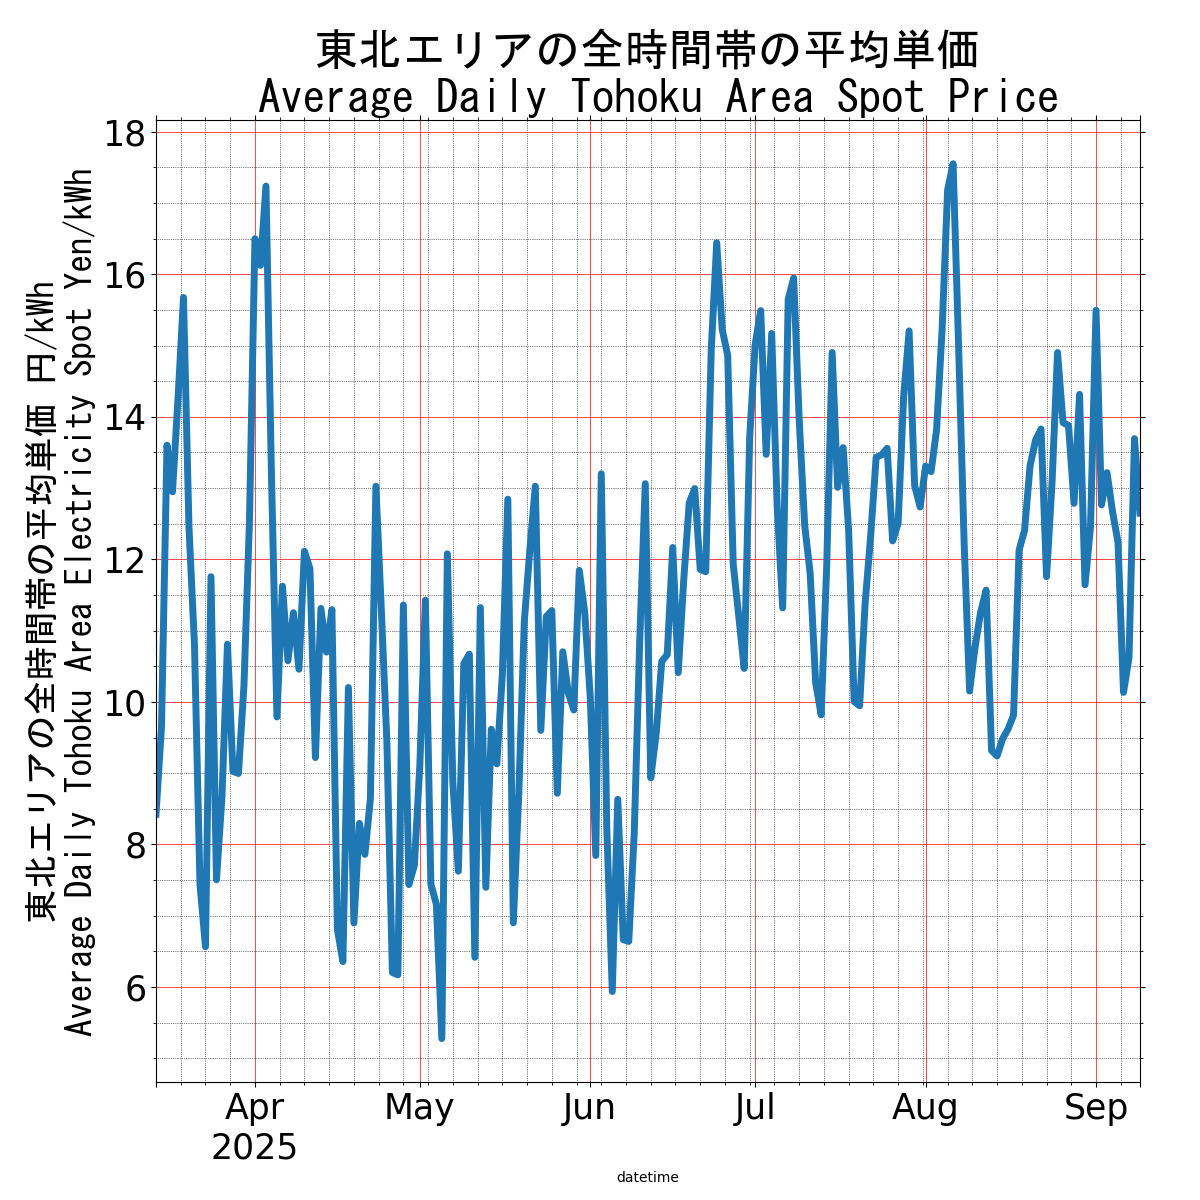 東北エリアの全時間帯の平均単価
Average Daily Tohoku Area Spot Price
東北エリアの全時間帯の平均単価 円/kWh
Average Daily Tohoku Area Electricity Spot Yen/kWh
18
16
14
12
10
8
6
Apr
2025
May
Jun
Jul
Aug
Sep
datetime